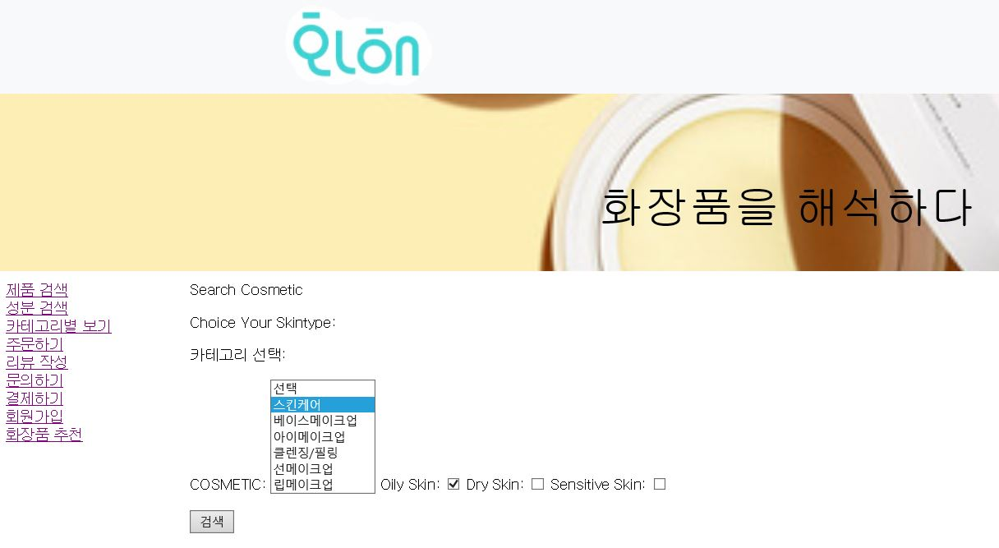 화장품을 해석하다
제품 검색
성분 검색
카테고리별 보기
주문하기
리뷰 작성
문의하기
결제하기
회원가입
화장품 추천
Search Cosmetic
Choice Your Skintype:
카테고리 선택:
선택
스킨케어
베이스메이크업
아이메이크업
클렌징/필링
선메이크업
립메이크업
COSMETIC: Oily Skin: Dry Skin: Sensitive Skin:
검색